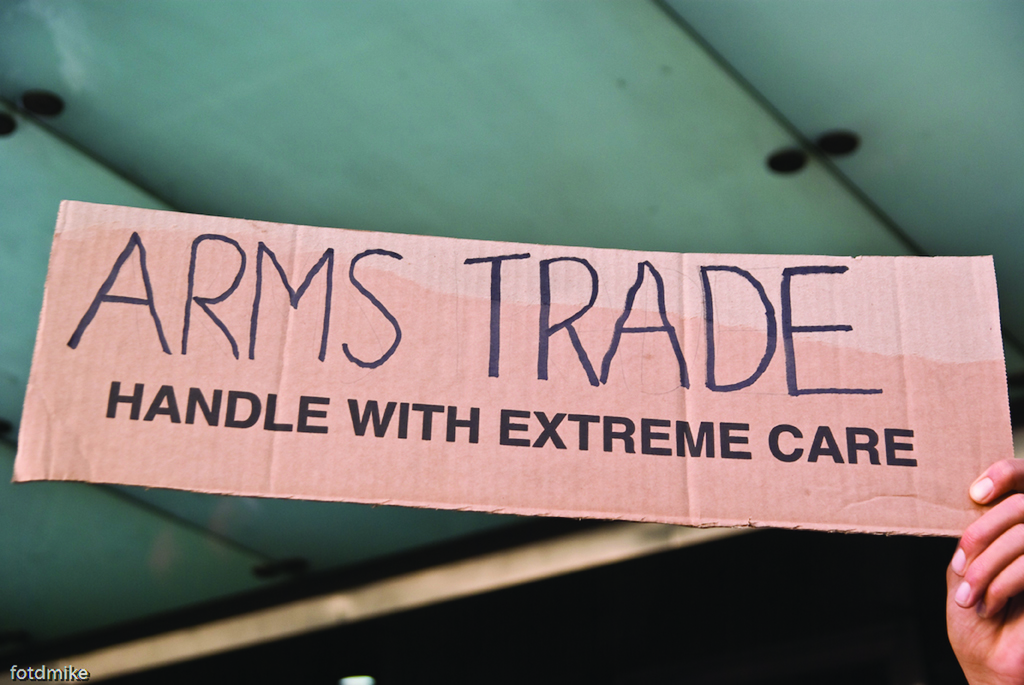 ARMS TRADE
HANDLE WITH EXTREME CARE
fotdmike